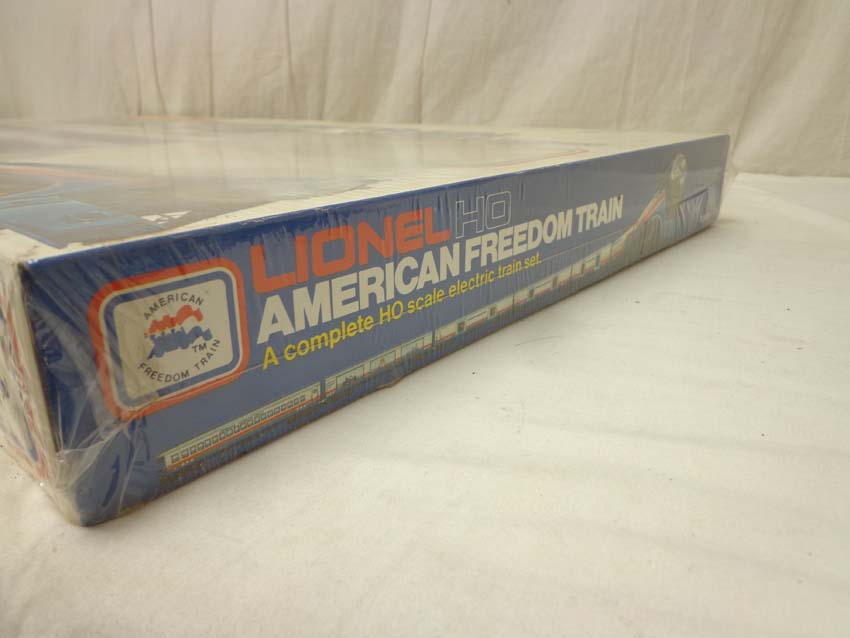 LIONEL HO
AMERICAN FREEDOM TRAIN
A complete HO scale electric train set.
AMERICAN
FREEDOM TRAIN
TM